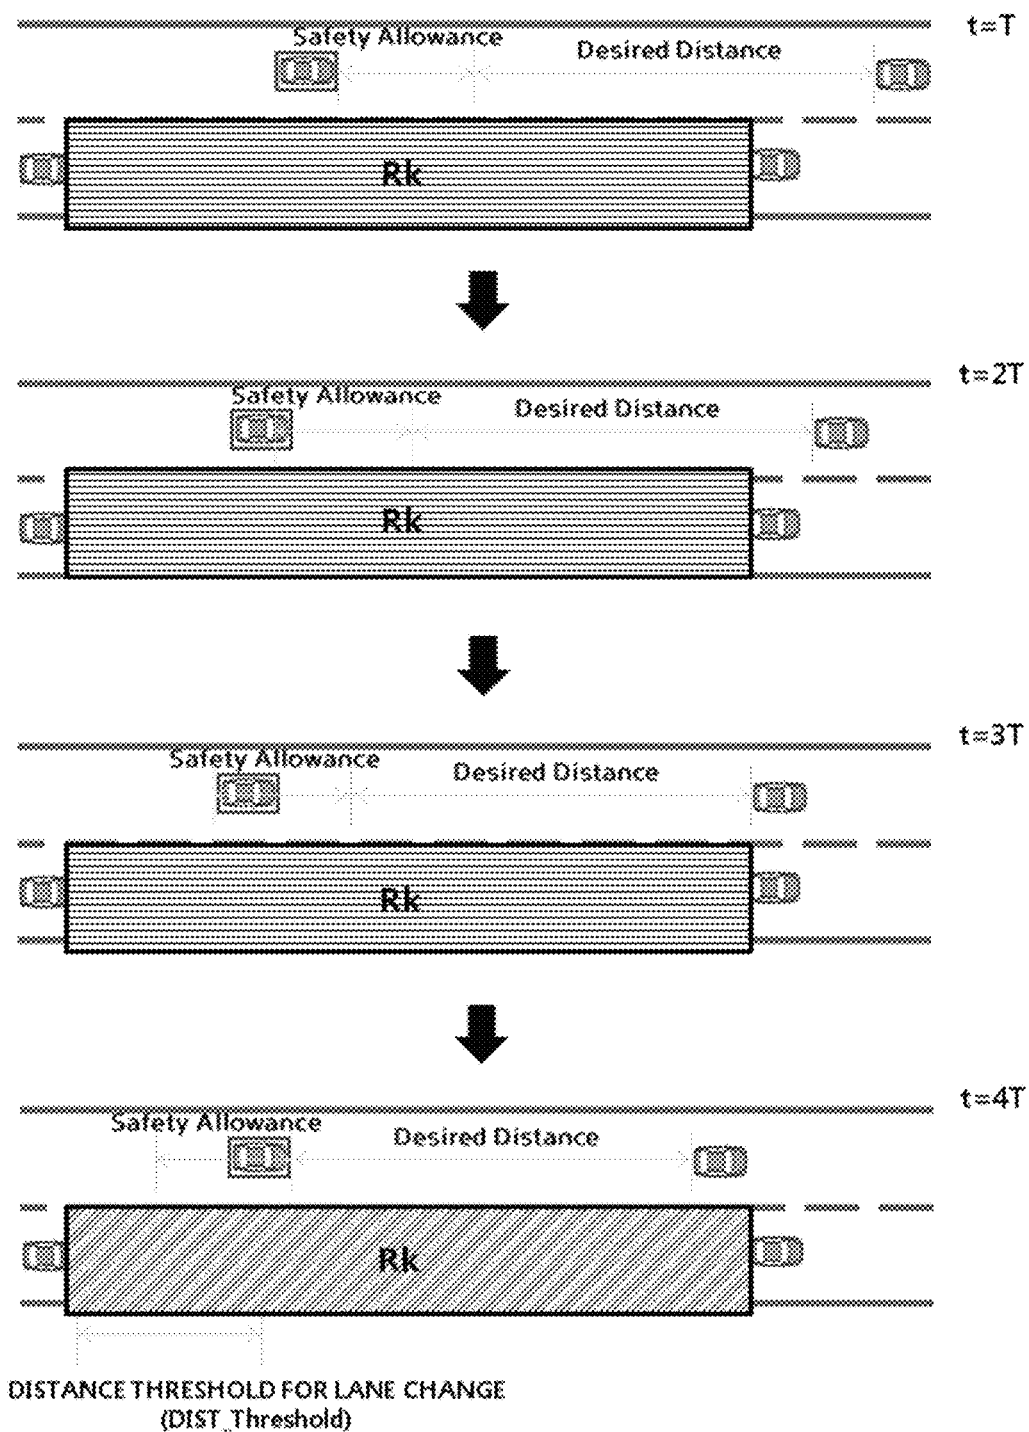 t=T
Safety Allowance
Desired Distance
Rk
t=2T
Safety Allowance
Desired Distance
Rk
t=3T
Safety Allowance
Desired Distance
Rk
t=4T
Safety Allowance
Desired Distance
Rk
DISTANCE THRESHOLD FOR LANE CHANGE
(DIST_Threshold)